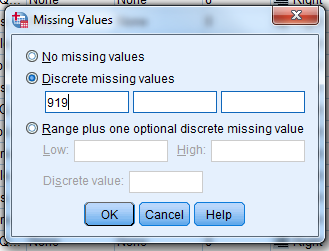 Missing Values
No missing values
Discrete missing values
919
Range plus one optional discrete missing value
Low: High:
Discrete value:
OK Cancel Help